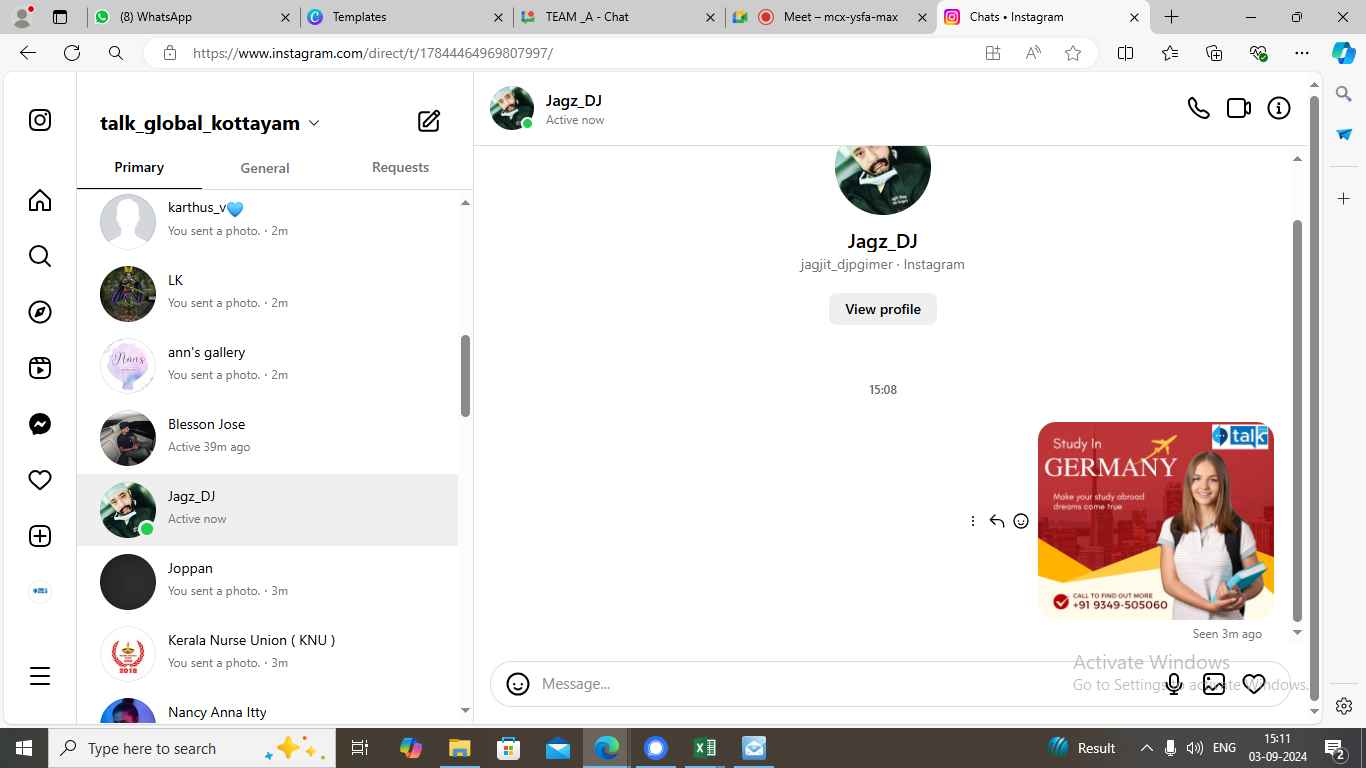 (8) WhatsApp
Templates
TEAM _A - Chat
Meet – mcx-ysfa-max
Chats • Instagram
https://www.instagram.com/direct/t/17844464969807997/
talk_global_kottayam
Primary
General
Requests
karthus_v🩵
You sent a photo. · 2m
LK
You sent a photo. · 2m
ann's gallery
You sent a photo. · 2m
Blesson Jose
Active 39m ago
Jagz_DJ
Active now
Joppan
You sent a photo. · 3m
Kerala Nurse Union ( KNU )
You sent a photo. · 3m
2018
Nancy Anna Itty
Jagz_DJ
Active now
Jagz_DJ
jagjit_djpgimer · Instagram
View profile
15:08
Study In
GERMANY
talk
Make your study abroad
dreams come true
CALL TO FIND OUT MORE
+91 9349-505060
Seen 3m ago
Message...
Activate Windows
Go to Settings to activate Windows.
Type here to search
Result
ENG
15:11
03-09-2024
2